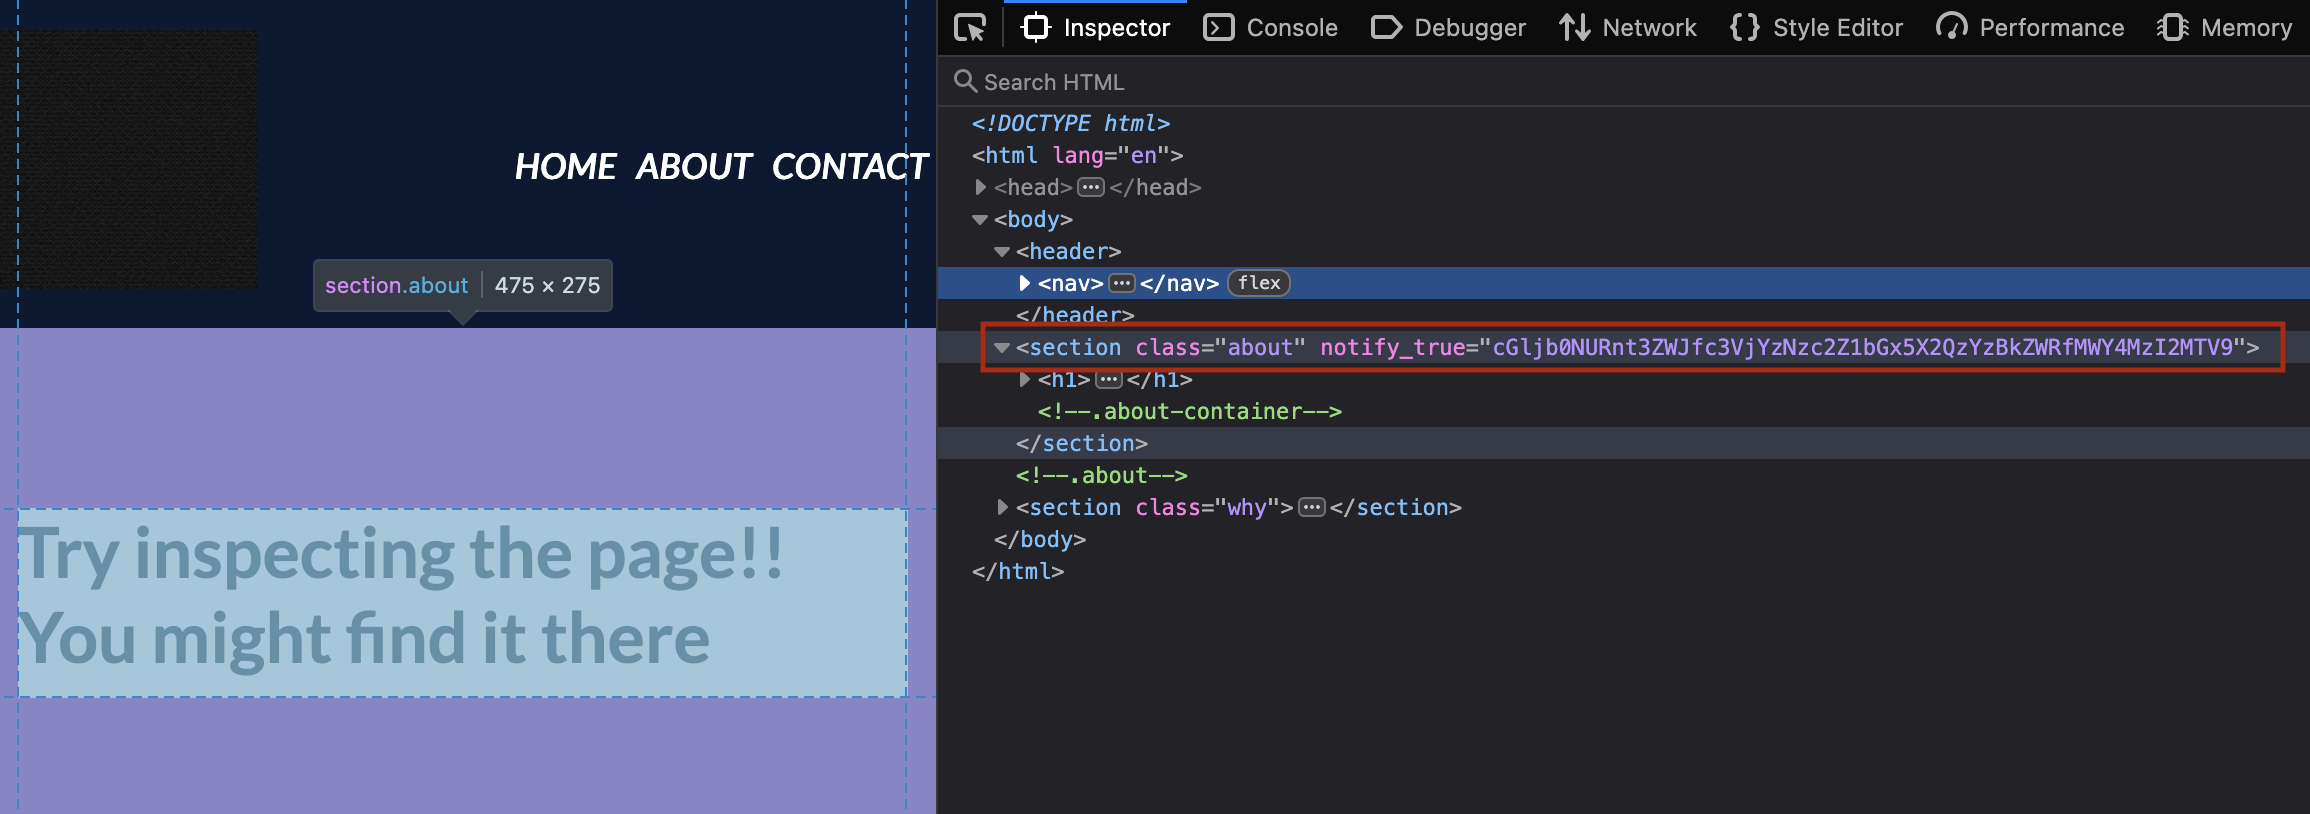 HOME ABOUT CONTACT
section.about 475 × 275
Try inspecting the page!!
You might find it there
Inspector Console Debugger Network Style Editor Performance Memory
Search HTML
<!DOCTYPE html>
<html lang="en">
<head> ••• </head>
<body>
<header>
<nav> ••• </nav> flex
</header>
<section class="about" notify_true="cGljb0NURnt3ZWJfc3VjYzNzc2Z1bGx5X2QzYzBkZWRfMWY4MzI2MTV9">
<h1> ••• </h1>
<!--.about-container-->
</section>
<!--.about-->
<section class="why"> ••• </section>
</body>
</html>